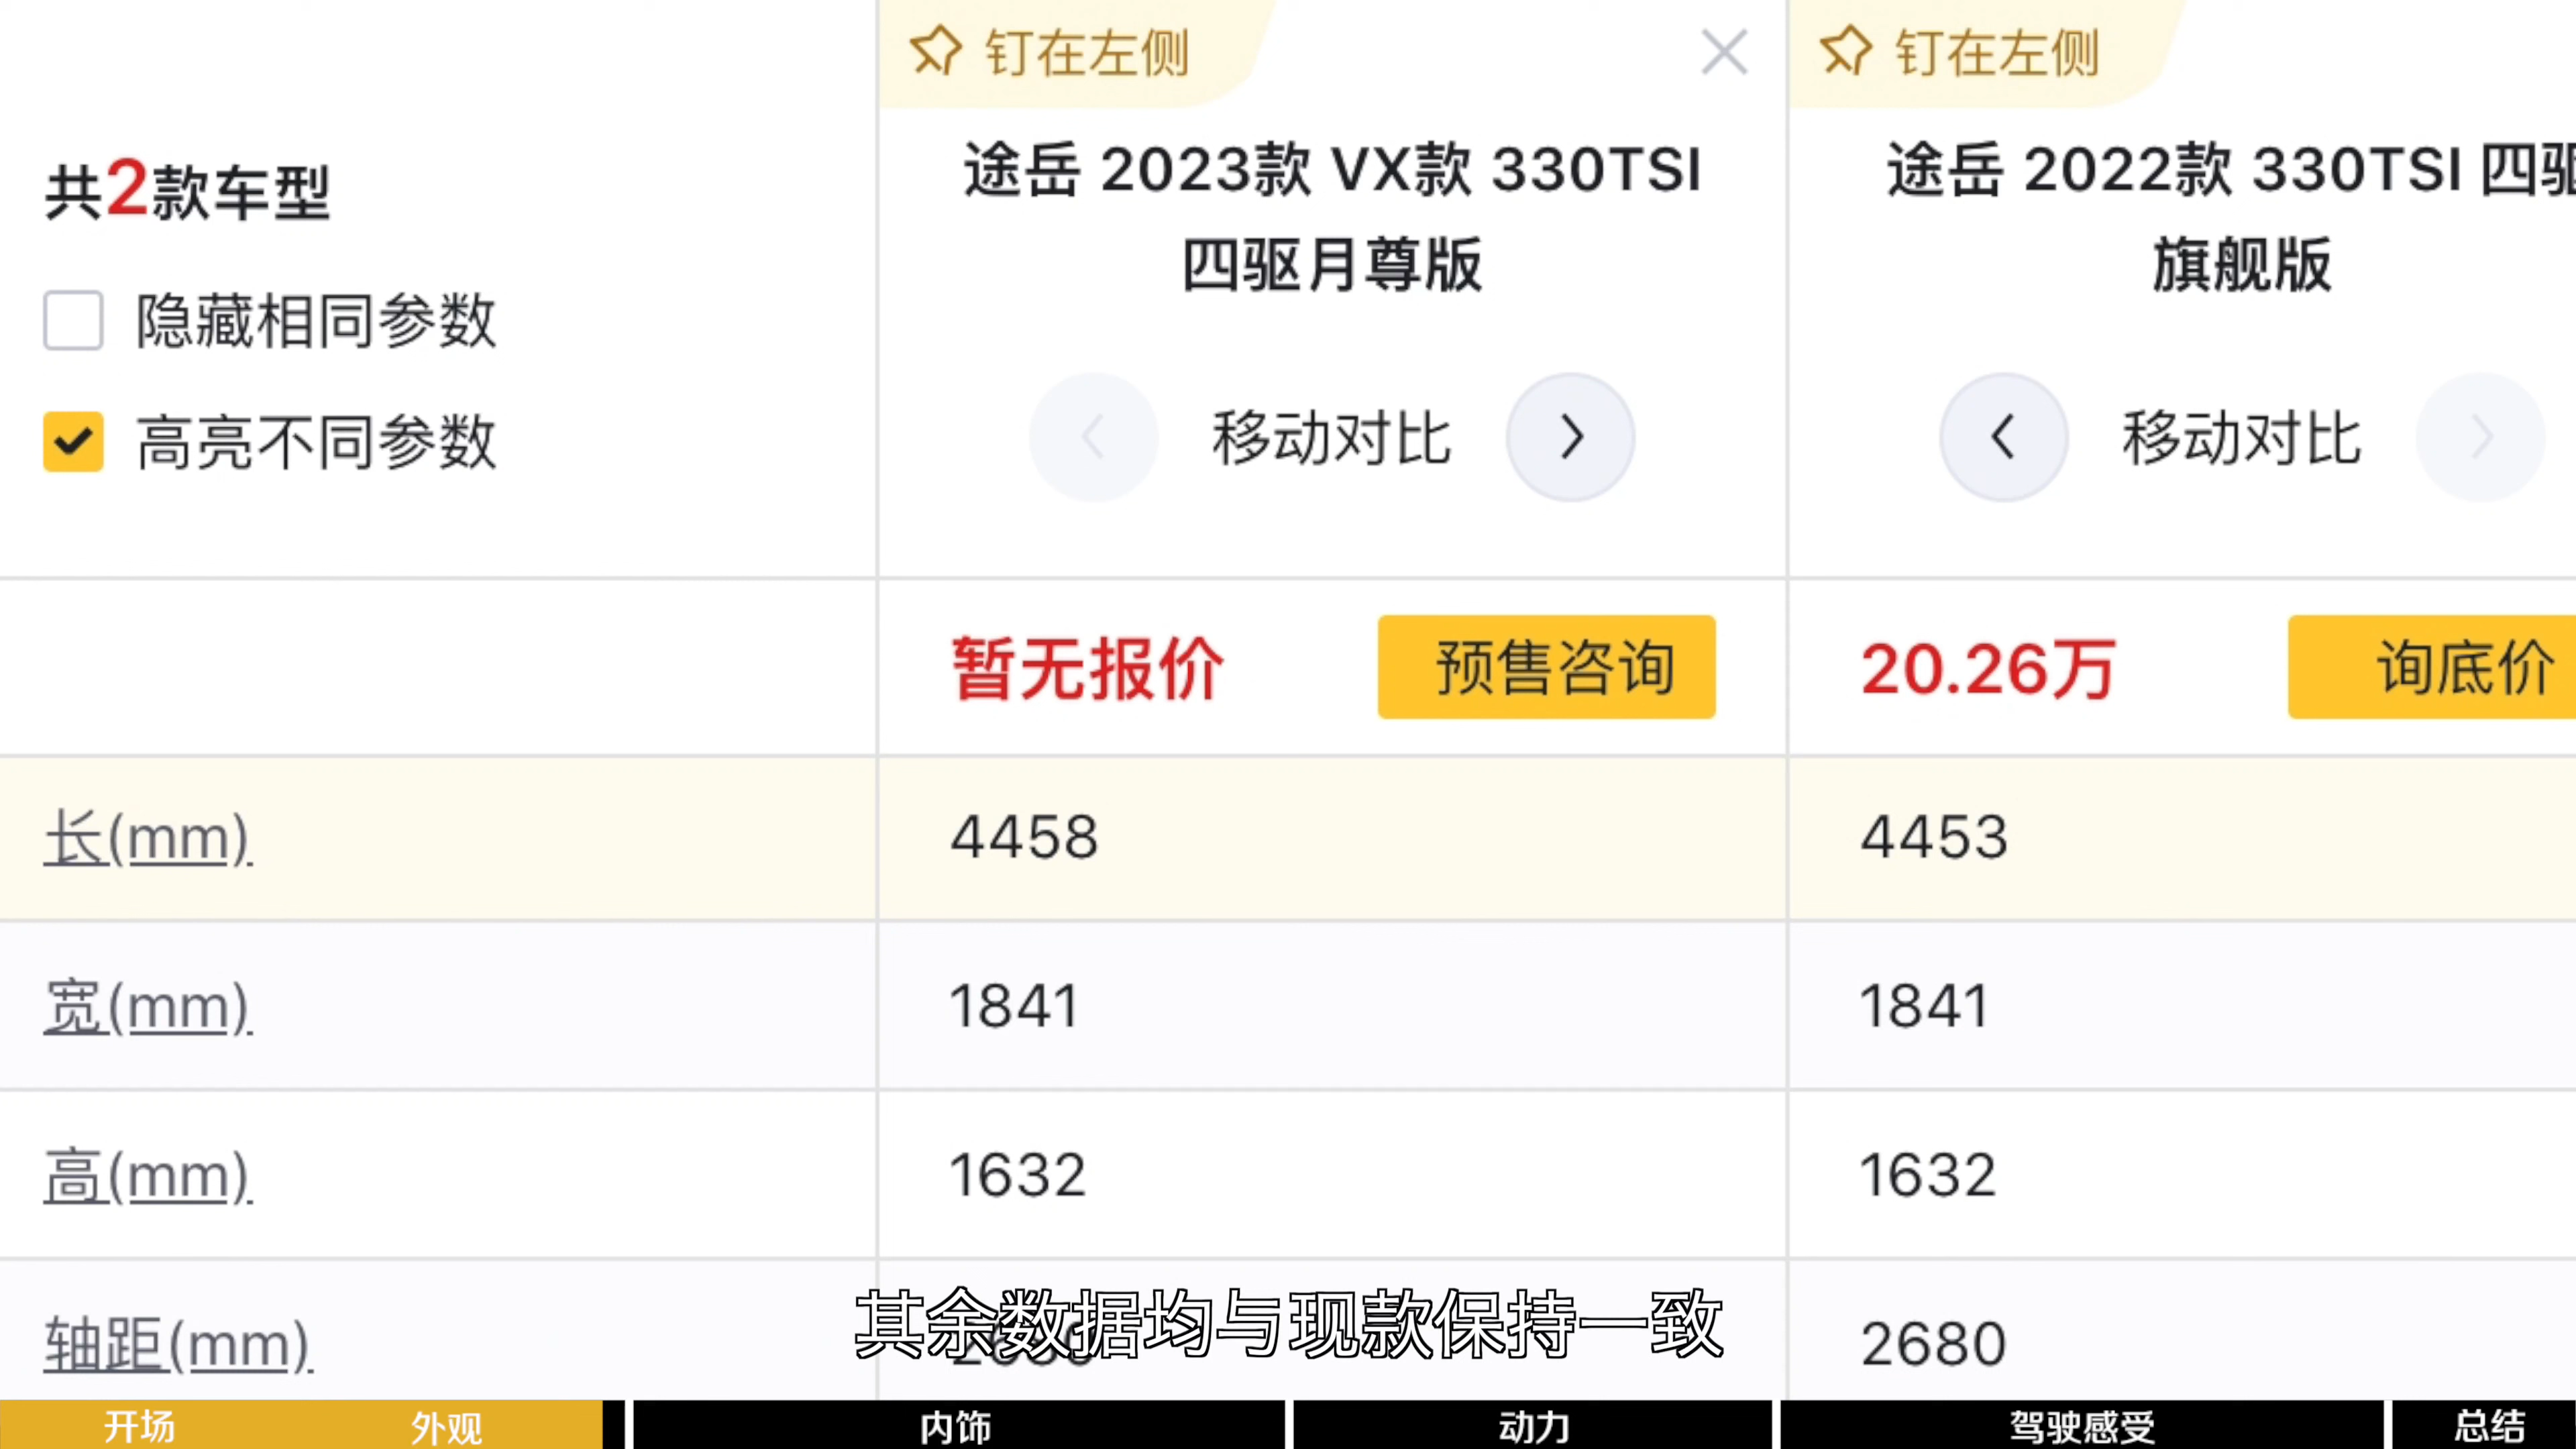 钉在左侧
钉在左侧
共2款车型
隐藏相同参数
高亮不同参数
途岳 2023款 VX款 330TSI
四驱月尊版
移动对比
途岳 2022款 330TSI 四驱
旗舰版
移动对比
暂无报价
预售咨询
20.26万
询底价
长(mm)
4458
4453
宽(mm)
1841
1841
高(mm)
1632
1632
轴距(mm)
2680
2680
其余数据均与现款保持一致
开场
外观
内饰
动力
驾驶感受
总结